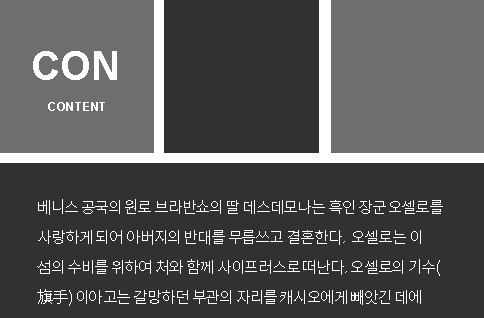 CON
CONTENT
베니스 공국의 원로 브라반쇼의 딸 데스데모나는 흑인 장군 오셀로를
사랑하게 되어 아버지의 반대를 무릅쓰고 결혼한다. 오셀로는 이
섬의 수비를 위하여 처와 함께 사이프러스로 떠난다. 오셀로의 기수(
旗手) 이아고는 갈망하던 부관의 자리를 캐시오에게 빼앗긴 데에